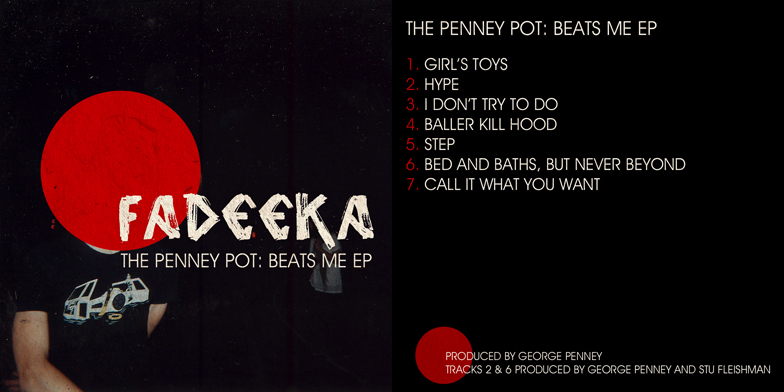 FADEEKA
THE PENNEY POT: BEATS ME EP
THE PENNEY POT: BEATS ME EP
1. GIRL'S TOYS
2. HYPE
3. I DON'T TRY TO DO
4. BALLER KILL HOOD
5. STEP
6. BED AND BATHS, BUT NEVER BEYOND
7. CALL IT WHAT YOU WANT
PRODUCED BY GEORGE PENNEY
TRACKS 2 & 6 PRODUCED BY GEORGE PENNEY AND STU FLEISHMAN